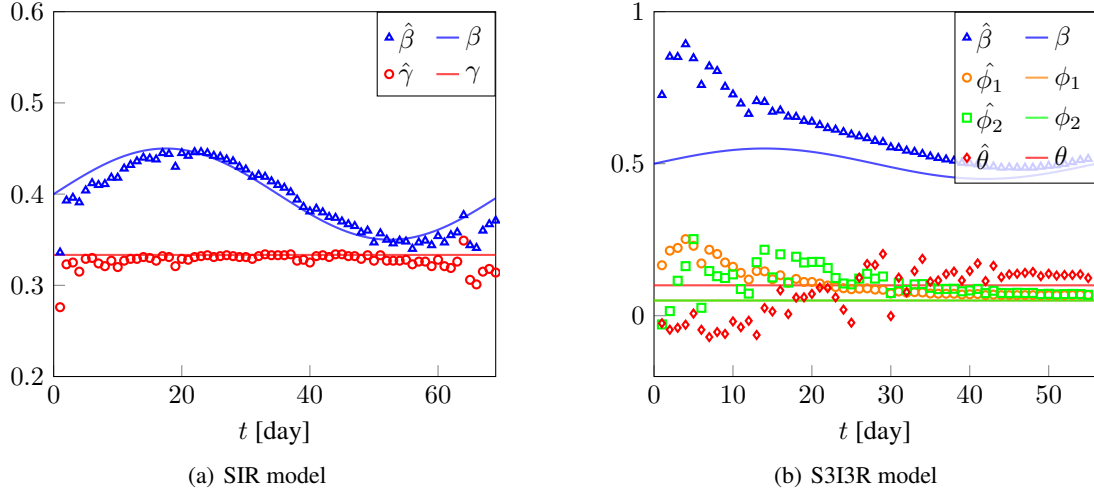 0.6
0.5
0.4
0.3
0.2
0 20 40 60
t [day]
β̂ β
γ̂ γ
(a) SIR model
1
0.5
0
0 10 20 30 40 50
t [day]
β̂ β
ϕ̂₁ ϕ₁
ϕ̂₂ ϕ₂
θ̂ θ
(b) S3I3R model